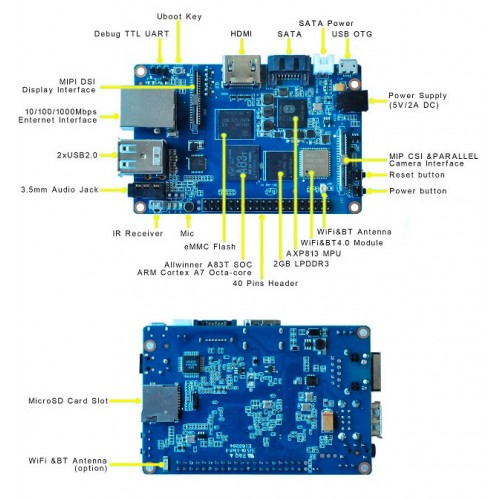 Uboot Key
Debug TTL UART
HDMI
SATA Power
SATA
USB OTG
MIPI DSI
Display Interface
Power Supply
(5V/2A DC)
10/100/1000Mbps
Enternet Interface
2xUSB2.0
MIP CSI &PARALLEL
Camera Interface
3.5mm Audio Jack
Reset button
Power button
IR Receiver
Mic
WiFi&BT Antenna
eMMC Flash
WiFi&BT4.0 Module
AXP813 MPU
Allwinner A83T SOC
2GB LPDDR3
ARM Cortex A7 Octa-core
40 Pins Header
MicroSD Card Slot
WiFi &BT Antenna
(option)